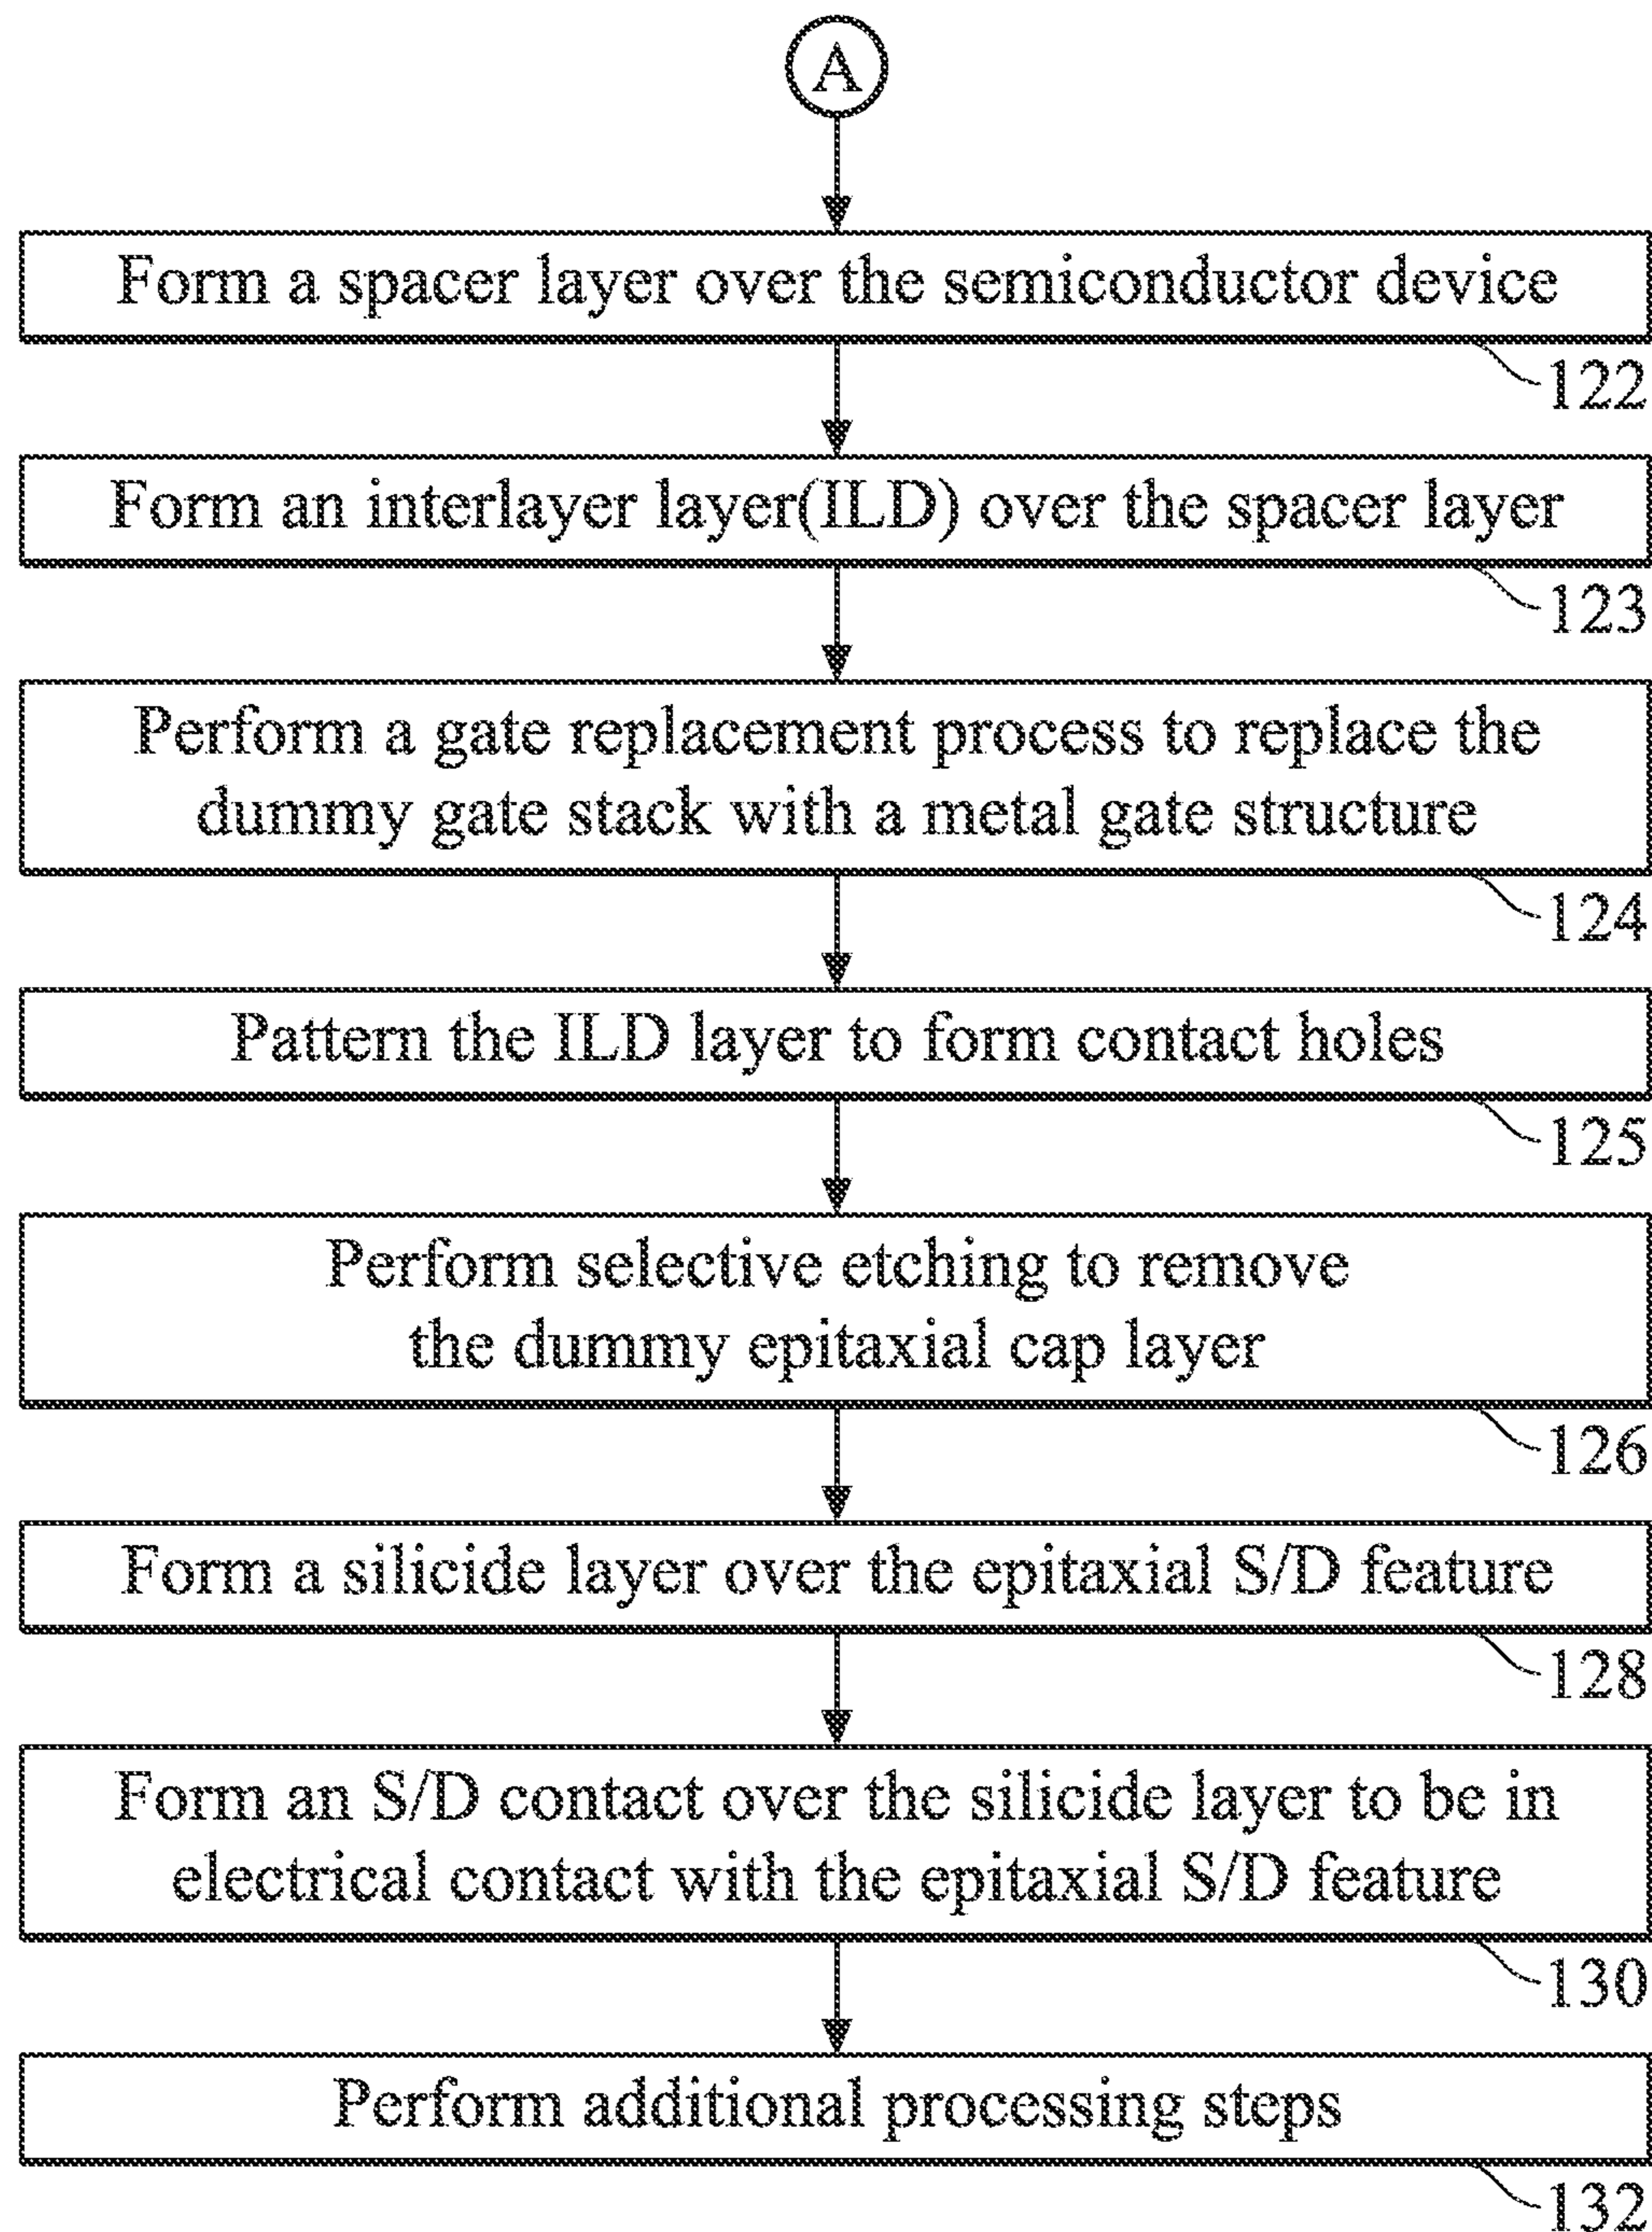 A
Form a spacer layer over the semiconductor device
122
Form an interlayer layer(ILD) over the spacer layer
123
Perform a gate replacement process to replace the
dummy gate stack with a metal gate structure
124
Pattern the ILD layer to form contact holes
125
Perform selective etching to remove
the dummy epitaxial cap layer
126
Form a silicide layer over the epitaxial S/D feature
128
Form an S/D contact over the silicide layer to be in
electrical contact with the epitaxial S/D feature
130
Perform additional processing steps
132